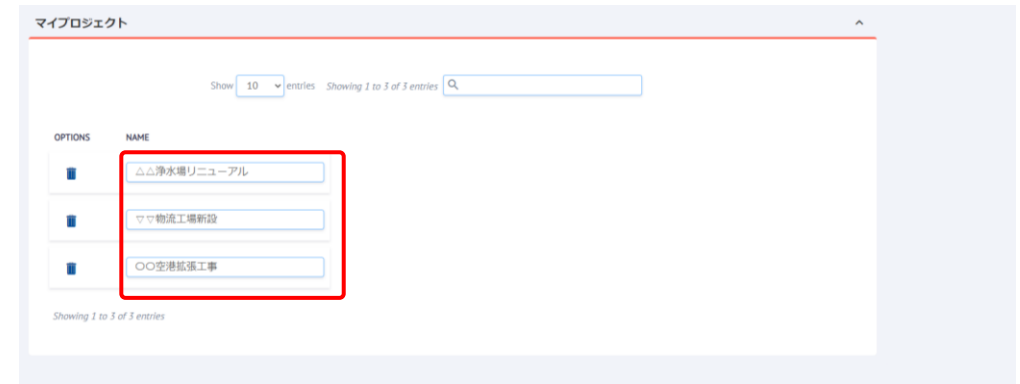 マイプロジェクト
Show 10 entries Showing 1 to 3 of 3 entries
OPTIONS NAME
△△浄水場リニューアル
▽▽物流工場新設
〇〇空港拡張工事
Showing 1 to 3 of 3 entries